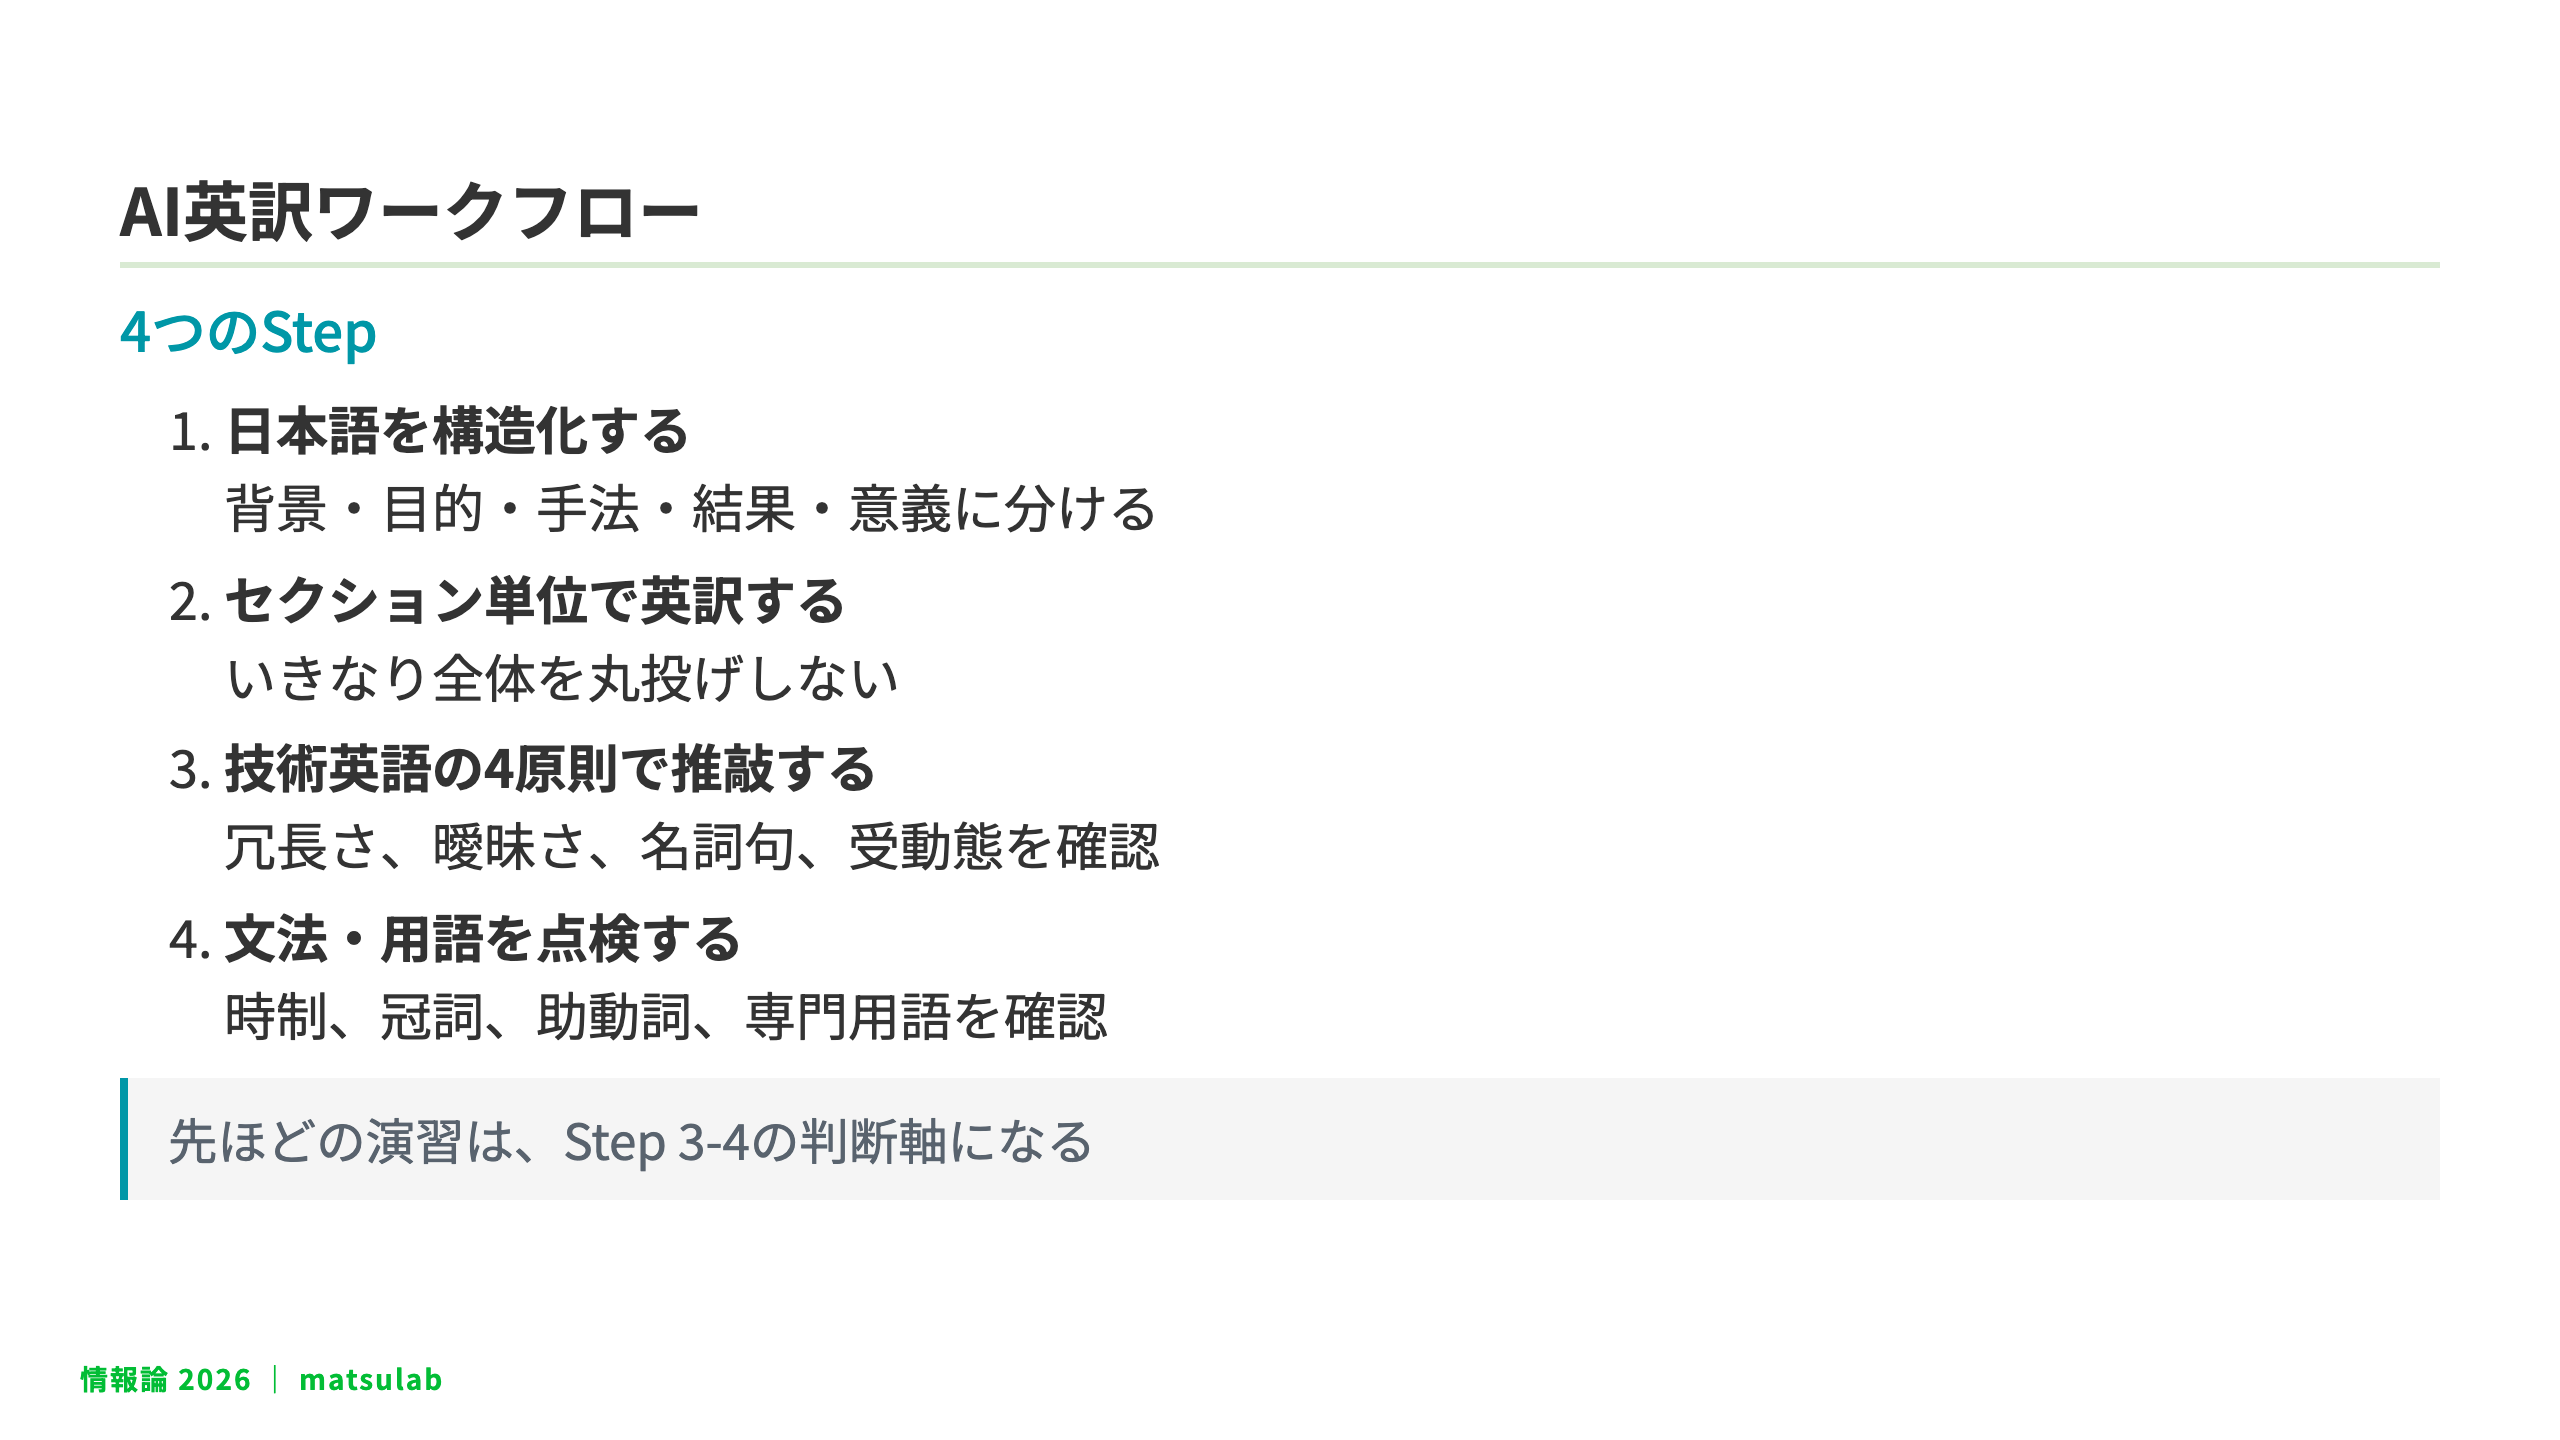 AI英訳ワークフロー
4つのStep
1. 日本語を構造化する
背景・目的・手法・結果・意義に分ける
2. セクション単位で英訳する
いきなり全体を丸投げしない
3. 技術英語の4原則で推敲する
冗長さ、曖昧さ、名詞句、受動態を確認
4. 文法・用語を点検する
時制、冠詞、助動詞、専門用語を確認
先ほどの演習は、Step 3-4の判断軸になる
情報論 2026 ｜ matsulab